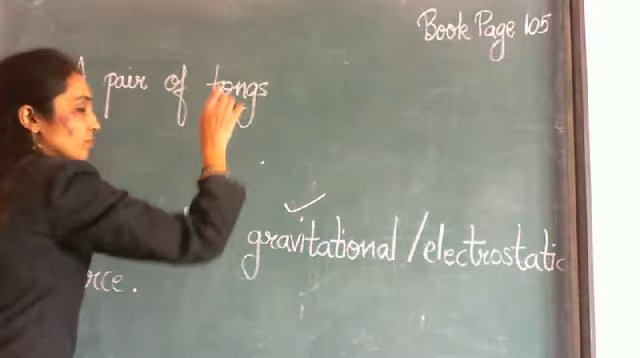 Book Page 105
pair of tongs
gravitational / electrostatic
rce.